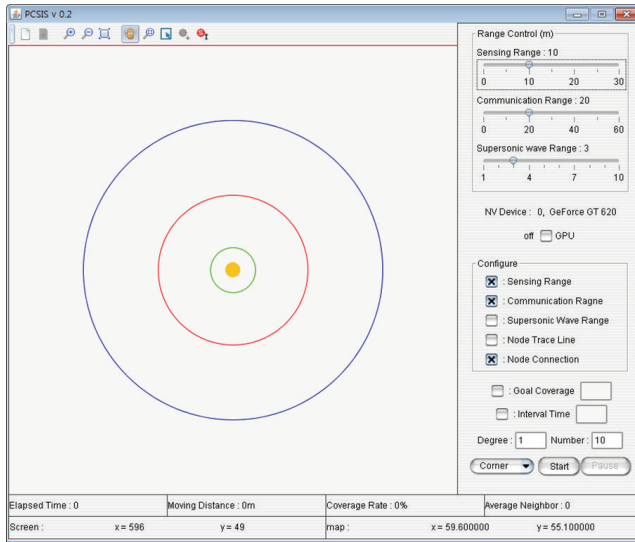 PCSIS v 0.2
Range Control (m)
Sensing Range : 10
0 10 20 30
Communication Range : 20
0 20 40 60
Supersonic wave Range : 3
1 4 7 10
NV Device : 0, GeForce GT 620
off GPU
Configure
: Sensing Range
: Communication Ragne
: Supersonic Wave Range
: Node Trace Line
: Node Connection
: Goal Coverage
: Interval Time
Degree : 1 Number : 10
Corner Start Pause
Elapsed Time : 0 Moving Distance : 0m Coverage Rate : 0% Average Neighbor : 0
Screen : x = 596 y = 49 map : x = 59.600000 y = 55.100000